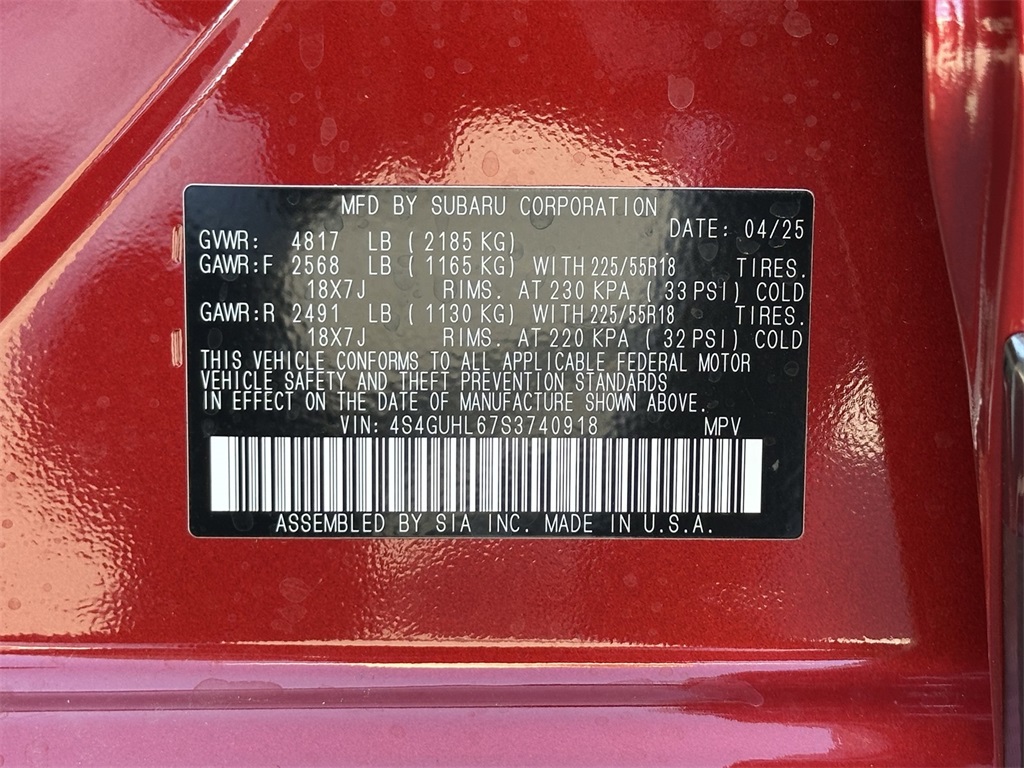 MFD BY SUBARU CORPORATION
DATE: 04/25
GVWR: 4817 LB ( 2185 KG)
GAWR:F 2568 LB ( 1165 KG) WITH 225/55R18 TIRES.
18X7J RIMS. AT 230 KPA ( 33 PSI) COLD
GAWR:R 2491 LB ( 1130 KG) WITH 225/55R18 TIRES.
18X7J RIMS. AT 220 KPA ( 32 PSI) COLD
THIS VEHICLE CONFORMS TO ALL APPLICABLE FEDERAL MOTOR
VEHICLE SAFETY AND THEFT PREVENTION STANDARDS
IN EFFECT ON THE DATE OF MANUFACTURE SHOWN ABOVE.
VIN: 4S4GUHL67S3740918 MPV
ASSEMBLED BY SIA INC. MADE IN U.S.A.